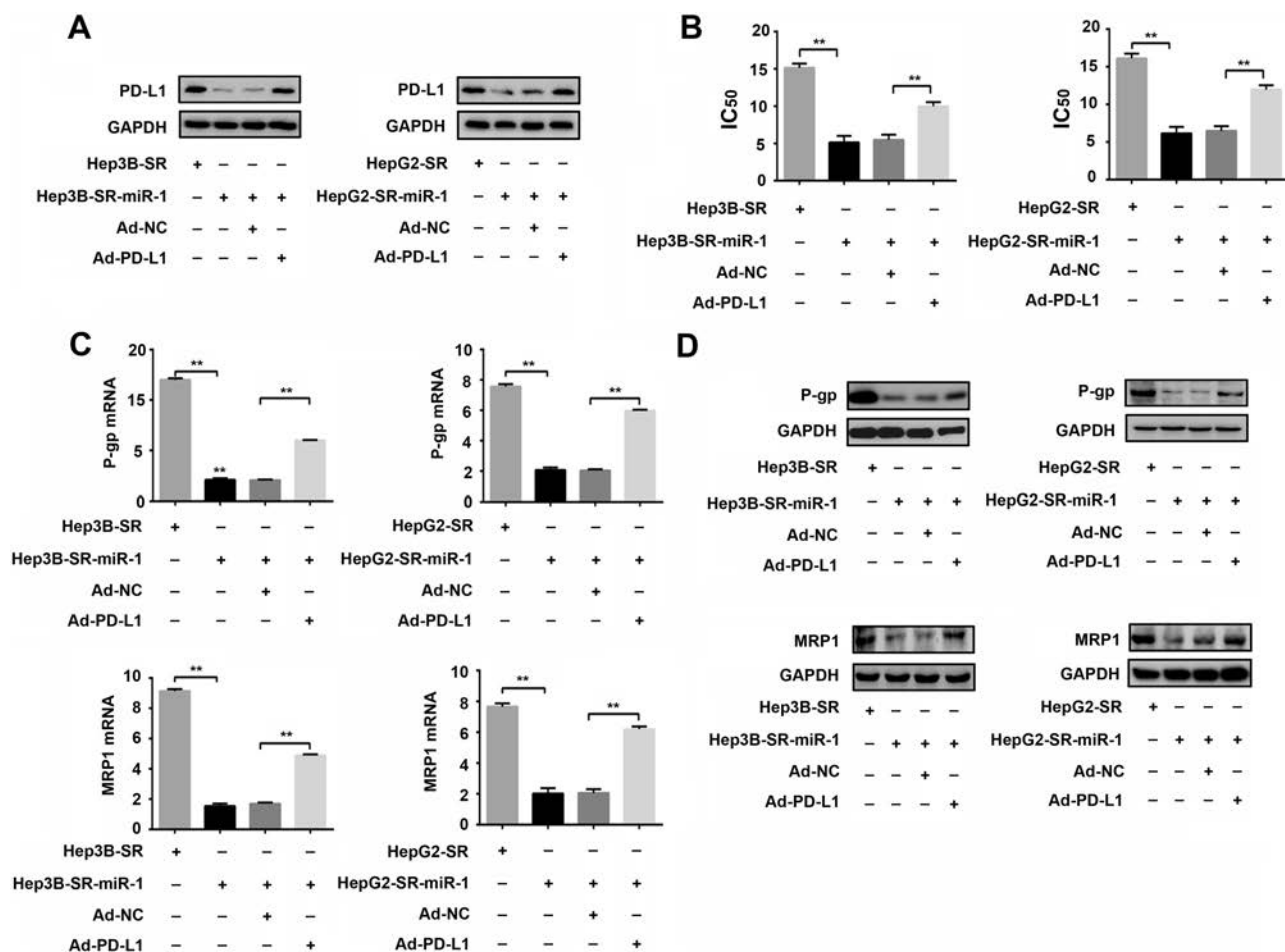 A
PD-L1
GAPDH
Hep3B-SR + – – –
Hep3B-SR-miR-1 – + + +
Ad-NC – – + –
Ad-PD-L1 – – – +
PD-L1
GAPDH
HepG2-SR + – – –
HepG2-SR-miR-1 – + + +
Ad-NC – – + –
Ad-PD-L1 – – – +
B
IC50
20
15
10
5
0
** **
Hep3B-SR + – – –
Hep3B-SR-miR-1 – + + +
Ad-NC – – + –
Ad-PD-L1 – – – +
IC50
20
15
10
5
0
** **
HepG2-SR + – – –
HepG2-SR-miR-1 – + + +
Ad-NC – – + –
Ad-PD-L1 – – – +
C
P-gp mRNA
20
15
5
0
** **
**
Hep3B-SR + – – –
Hep3B-SR-miR-1 – + + +
Ad-NC – – + –
Ad-PD-L1 – – – +
P-gp mRNA
10
8
6
4
2
0
** **
HepG2-SR + – – –
HepG2-SR-miR-1 – + + +
Ad-NC – – + –
Ad-PD-L1 – – – +
MRP1 mRNA
10
8
6
4
2
0
** **
Hep3B-SR + – – –
Hep3B-SR-miR-1 – + + +
Ad-NC – – + –
Ad-PD-L1 – – – +
MRP1 mRNA
10
8
6
4
2
0
** **
HepG2-SR + – – –
HepG2-SR-miR-1 – + + +
Ad-NC – – + –
Ad-PD-L1 – – – +
D
P-gp
GAPDH
Hep3B-SR + – – –
Hep3B-SR-miR-1 – + + +
Ad-NC – – + –
Ad-PD-L1 – – – +
P-gp
GAPDH
HepG2-SR + – – –
HepG2-SR-miR-1 – + + +
Ad-NC – – + –
Ad-PD-L1 – – – +
MRP1
GAPDH
Hep3B-SR + – – –
Hep3B-SR-miR-1 – + + +
Ad-NC – – + –
Ad-PD-L1 – – – +
MRP1
GAPDH
HepG2-SR + – – –
HepG2-SR-miR-1 – + + +
Ad-NC – – + –
Ad-PD-L1 – – – +